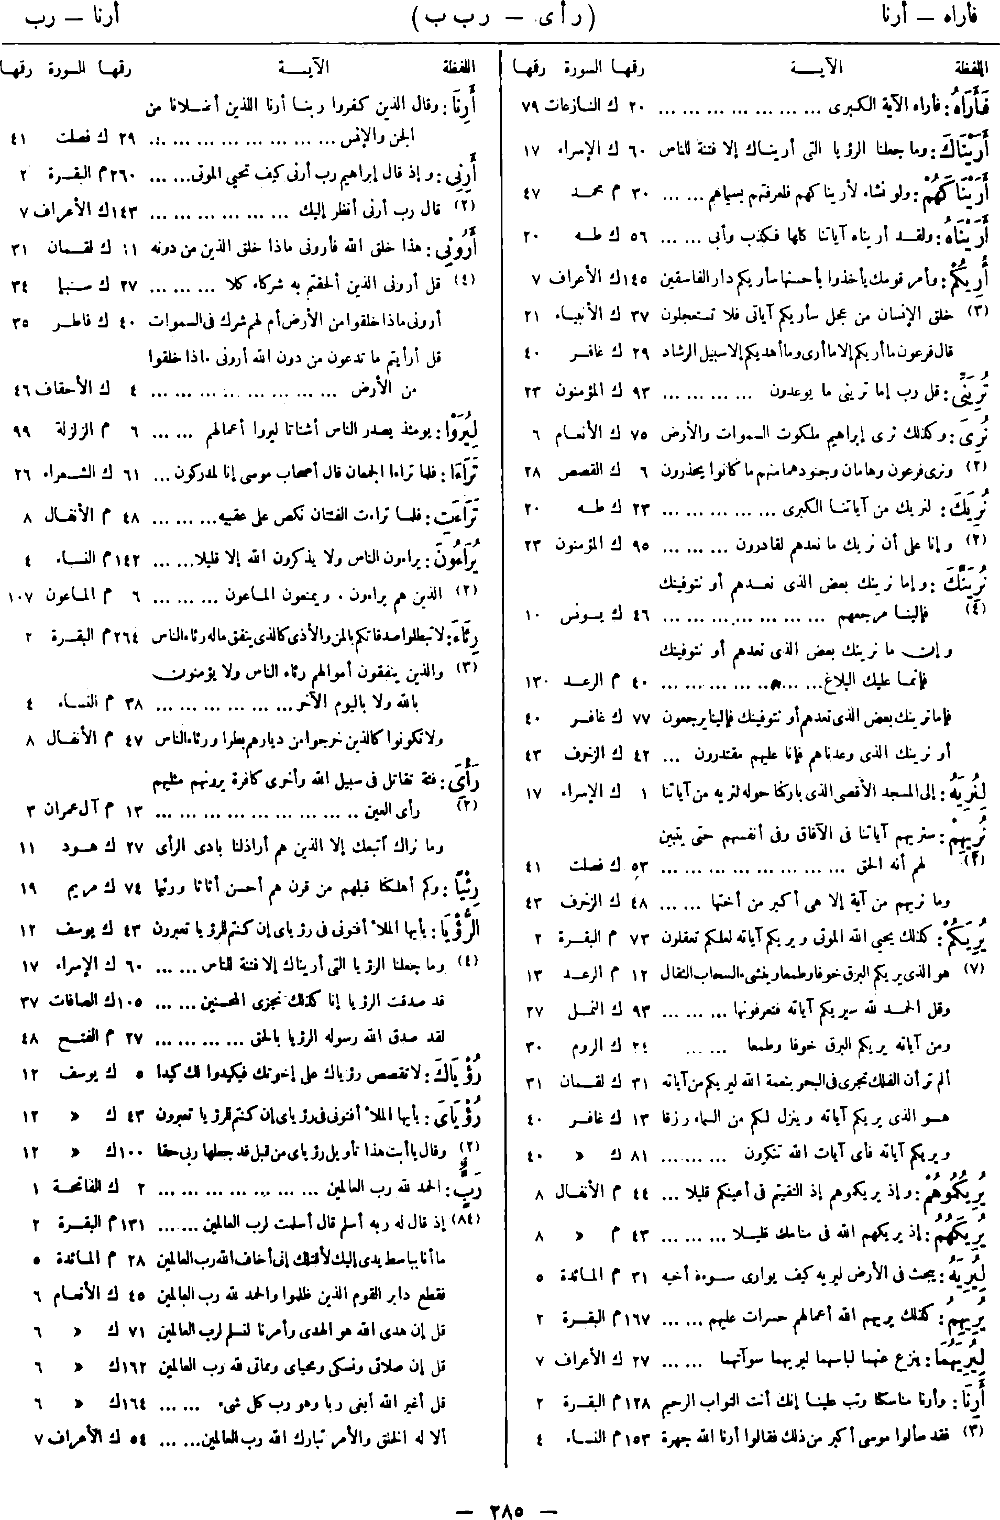 فأراه — أرنا
(رأى — ربب)
أرنا — رب
اللفظة الآيــة رقمها السورة رقمها
فَأَرَاهُ: فأراه الآية الكبرى ... ... ... ... ... ... ٢٠ ك النازعات ٧٩
أَرَيْنَاكَ: وما جعلنا الرؤيا التى أريناك إلا فتنة للناس ٦٠ ك الإسراء ١٧
أَرَيْنَاكَهُمْ: ولو نشاء لأريناكهم فلعرفتهم بسيماهم ... ... ٣٠ م محمد ٤٧
أَرَيْنَاهُ: ولقد أريناه آياتنا كلها فكذب وأبى ... ... ٥٦ ك طه ٢٠
أُرِيكُمْ: وأمر قومك يأخذوا بأحسنها سأريكم دار الفاسقين ١٤٥ك الأعراف ٧
(٣) خلق الإنسان من عجل سأريكم آياتى فلا تستعجلون ٣٧ ك الأنبياء ٢١
قال فرعون ما أريكم إلا ما أرى وما أهديكم إلا سبيل الرشاد ٢٩ ك غافر ٤٠
تُرِيَنِّى: قل رب إما ترينى ما يوعدون ... ... ... ٩٣ ك المؤمنون ٢٣
نُرِىَ: وكذلك نرى إبراهيم ملكوت السموات والأرض ٧٥ ك الأنعام ٦
(٢) ونرى فرعون وهامان وجنودهما منهم ما كانوا يحذرون ٦ ك القصص ٢٨
نُرِيَكَ: لنريك من آياتنا الكبرى ... ... ... ... ... ٢٣ ك طه ٢٠
(٢) وإنا على أن نريك ما نعدهم لقادرون ... ... ٩٥ ك المؤمنون ٢٣
نُرِيَنَّكَ: وإما نرينك بعض الذى نعدهم أو نتوفينك
(٤) فإلينا مرجعهم ... ... ... ... ... ... ... ٤٦ ك يونس ١٠
وإن ما نرينك بعض الذى نعدهم أو نتوفينك
فإنما عليك البلاغ... ... ... ... ... ... ٤٠ م الرعد ١٣
فإما نرينك بعض الذى نعدهم أو نتوفينك فإلينا يرجعون ٧٧ ك غافر ٤٠
أو نرينك الذى وعدناهم فإنا عليهم مقتدرون ... ٤٢ ك الزخرف ٤٣
لِنُرِيَهُ: إلى المسجد الأقصى الذى باركنا حوله لنريه من آياتنا ١ ك الإسراء ١٧
نُرِيهِمْ: سنريهم آياتنا فى الآفاق وفى أنفسهم حتى يتبين
(٢) لهم أنه الحق ... ... ... ... ... ... ... ٥٣ ك فصلت ٤١
وما نريهم من آية إلا هى أكبر من أختها ... ... ٤٨ ك الزخرف ٤٣
يُرِيكُمْ: كذلك يحيى الله الموتى ويريكم آياته لعلكم تعقلون ٧٣ م البقرة ٢
(٧) هو الذى يريكم البرق خوفا وطمعا وينشىء السحاب الثقال ١٢ م الرعد ١٣
وقل الحمد لله سيريكم آياته فتعرفونها ... ... ... ٩٣ ك النمل ٢٧
ومن آياته يريكم البرق خوفا وطمعا ... ... ٢٤ ك الروم ٣٠
ألم تر أن الفلك تجرى فى البحر بنعمة الله ليريكم من آياته ٣١ ك لقمان ٣١
هو الذى يريكم آياته وينزل لكم من السماء رزقا ١٣ ك غافر ٤٠
ويريكم آياته فأى آيات الله تنكرون ... ... ... ٨١ ك » ٤٠
يُرِيكُمُوهُمْ: وإذ يريكموهم إذ التقيتم فى أعينكم قليلا ... ٤٤ م الأنفال ٨
يُرِيكَهُمُ: إذ يريكهم الله فى منامك قليلا ... ... ... ٤٣ م » ٨
لِيُرِيَهُ: يبحث فى الأرض ليريه كيف يوارى سوءة أخيه ٣١ م المائدة ٥
يُرِيهِمُ: كذلك يريهم الله أعمالهم حسرات عليهم ... ... ١٦٧م البقرة ٢
لِيُرِيَهُمَا: ينزع عنهما لباسهما ليريهما سوآتهما ... ... ٢٧ ك الأعراف ٧
أَرِنَا: وأرنا مناسكنا وتب علينا إنك أنت التواب الرحيم ١٢٨م البقرة ٢
(٣) فقد سألوا موسى أكبر من ذلك فقالوا أرنا الله جهرة ١٥٣م النساء ٤
اللفظة الآيــة رقمها السورة رقمها
أَرِنَا: وقال الذين كفروا ربنا أرنا اللذين أضلانا من
الجن والإنس ... ... ... ... ... ... ... ٢٩ ك فصلت ٤١
أَرِنِى: وإذ قال إبراهيم رب أرنى كيف تحيى الموتى... ... ٢٦٠م البقرة ٢
(٢) قال رب أرنى أنظر إليك ... ... ... ... ... ١٤٣ك الأعراف ٧
أَرُونِى: هذا خلق الله فأرونى ماذا خلق الذين من دونه ١١ ك لقمان ٣١
(٤) قل أرونى الذين ألحقتم به شركاء كلا ... ... ... ٢٧ ك سبإ ٣٤
أرونى ماذا خلقوا من الأرض أم لهم شرك فى السموات ٤٠ ك فاطر ٣٥
قل أرأيتم ما تدعون من دون الله أرونى ماذا خلقوا
من الأرض ... ... ... ... ... ... ... ٤ ك الأحقاف ٤٦
لِيُرَوْا: يومئذ يصدر الناس أشتاتا ليروا أعمالهم ... ... ٦ م الزلزلة ٩٩
تَرَاءَا: فلما تراءا الجمعان قال أصحاب موسى إنا لمدركون ... ٦١ ك الشعراء ٢٦
تَرَاءَتِ: فلما تراءت الفئتان نكص على عقبيه... ... ... ٤٨ م الأنفال ٨
يُرَاءُونَ: يراءون الناس ولا يذكرون الله إلا قليلا... ... ١٤٢م النساء ٤
(٢) الذين هم يراءون . ويمنعون الماعون ... ... ... ٦ م الماعون ١٠٧
رِئَاءَ: لا تبطلوا صدقاتكم بالمن والأذى كالذى ينفق ماله رئاء الناس ٢٦٤م البقرة ٢
(٣) والذين ينفقون أموالهم رئاء الناس ولا يؤمنون
بالله ولا باليوم الآخر... ... ... ... ... ... ٣٨ م النساء ٤
ولا تكونوا كالذين خرجوا من ديارهم بطرا ورئاء الناس ٤٧ م الأنفال ٨
رَأْىَ: فئة تقاتل فى سبيل الله وأخرى كافرة يرونهم مثليهم
(٢) رأى العين .. ... ... ... ... ... ... ... ١٣ م آل عمران ٣
وما نراك أتبعك إلا الذين هم أراذلنا بادى الرأى ٢٧ ك هود ١١
رِئْيًا: وكم أهلكنا قبلهم من قرن هم أحسن أثاثا ورئيا ٧٤ ك مريم ١٩
الرُّؤْيَا: يأيها الملأ أفتونى فى رؤياى إن كنتم للرؤيا تعبرون ٤٣ ك يوسف ١٢
(٤) وما جعلنا الرؤيا التى أريناك إلا فتنة للناس ... ... ٦٠ ك الإسراء ١٧
قد صدقت الرؤيا إنا كذلك نجزى المحسنين ... ... ١٠٥ك الصافات ٣٧
لقد صدق الله رسوله الرؤيا بالحق ... ... ... ... ٢٧ م الفتح ٤٨
رُؤْيَاكَ: لا تقصص رؤياك على إخوتك فيكيدوا لك كيدا ٥ ك يوسف ١٢
رُؤْيَاىَ: يأيها الملأ أفتونى فى رؤياى إن كنتم للرؤيا تعبرون ٤٣ ك » ١٢
(٢) وقال يا أبت هذا تأويل رؤياى من قبل قد جعلها ربى حقا ١٠٠ك » ١٢
رَبُّ: الحمد لله رب العالمين ... ... ... ... ... ... ٢ ك الفاتحة ١
(٨٤) إذ قال له ربه أسلم قال أسلمت لرب العالمين ... ... ١٣١م البقرة ٢
ما أنا بباسط يدى إليك لأقتلك إنى أخاف الله رب العالمين ٢٨ م المائدة ٥
فقطع دابر القوم الذين ظلموا والحمد لله رب العالمين ٤٥ ك الأنعام ٦
قل إن هدى الله هو الهدى وأمرنا لنسلم لرب العالمين ٧١ ك » ٦
قل إن صلاتى ونسكى ومحياى ومماتى لله رب العالمين ١٦٢ك » ٦
قل أغير الله أبغى ربا وهو رب كل شىء ... ... ١٦٤ك » ٦
ألا له الخلق والأمر تبارك الله رب العالمين... ... ٥٤ ك الأعراف ٧
— ٢٨٥ —